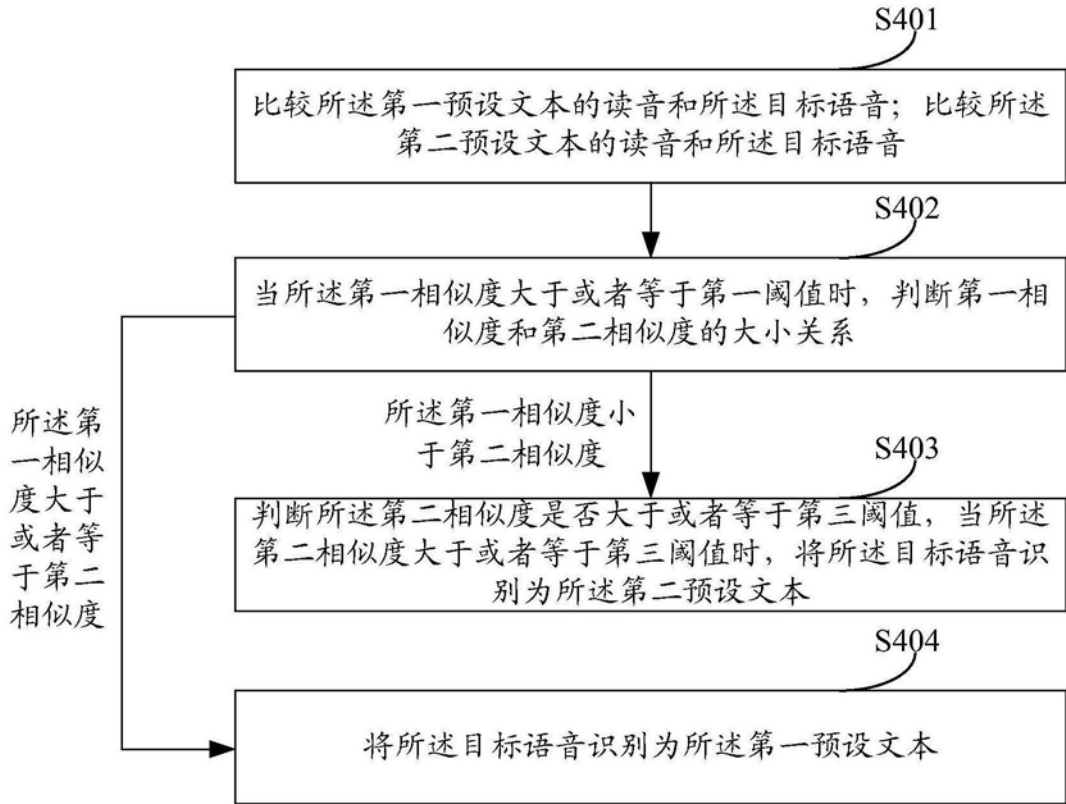 S401
比较所述第一预设文本的读音和所述目标语音；比较所述
第二预设文本的读音和所述目标语音
S402
当所述第一相似度大于或者等于第一阈值时，判断第一相
似度和第二相似度的大小关系
所述第一相似度小
于第二相似度
所述第
一相似
度大于
或者等
于第二
相似度
S403
判断所述第二相似度是否大于或者等于第三阈值，当所述
第二相似度大于或者等于第三阈值时，将所述目标语音识
别为所述第二预设文本
S404
将所述目标语音识别为所述第一预设文本